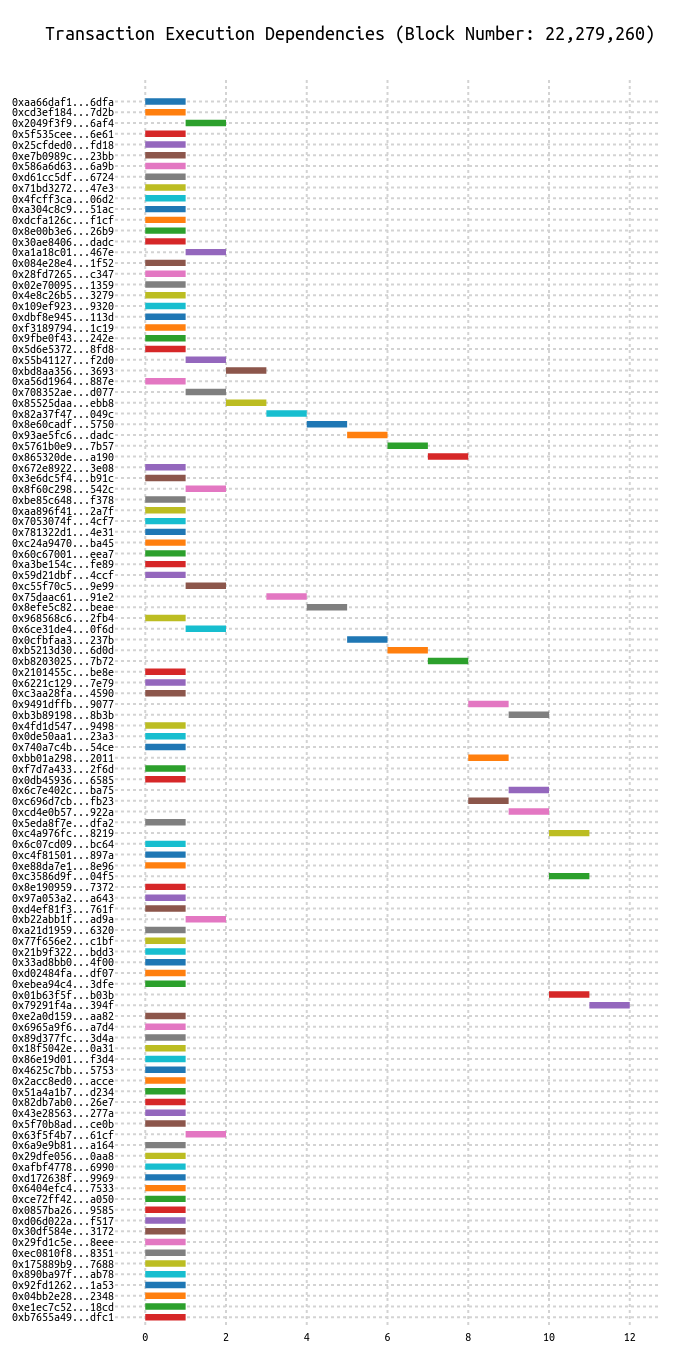 Transaction Execution Dependencies (Block Number: 22,279,260)
0xaa66daf1...6dfa
0xcd3ef184...7d2b
0x2049f3f9...6af4
0x5f535cee...6e61
0x25cfded0...fd18
0xe7b0989c...23bb
0x586a6d63...6a9b
0xd61cc5df...6724
0x71bd3272...47e3
0x4fcff3ca...06d2
0xa304c8c9...51ac
0xdcfa126c...f1cf
0x8e00b3e6...26b9
0x30ae8406...dadc
0xa1a18c01...467e
0x084e28e4...1f52
0x28fd7265...c347
0x02e70095...1359
0x4e8c26b5...3279
0x109ef923...9320
0xdbf8e945...113d
0xf3189794...1c19
0x9fbe0f43...242e
0x5d6e5372...8fd8
0x55b41127...f2d0
0xbd8aa356...3693
0xa56d1964...887e
0x708352ae...d077
0x85525daa...ebb8
0x82a37f47...049c
0x8e60cadf...5750
0x93ae5fc6...dadc
0x5761b0e9...7b57
0x865320de...a190
0x672e8922...3e08
0x3e6dc5f4...b91c
0x8f60c298...542c
0xbe85c648...f378
0xaa896f41...2a7f
0x7053074f...4cf7
0x781322d1...4e31
0xc24a9470...ba45
0x60c67001...eea7
0xa3be154c...fe89
0x59d21dbf...4ccf
0xc55f70c5...9e99
0x75daac61...91e2
0x8efe5c82...beae
0x968568c6...2fb4
0x6ce31de4...0f6d
0x0cfbfaa3...237b
0xb5213d30...6d0d
0xb8203025...7b72
0x2101455c...be8e
0x6221c129...7e79
0xc3aa28fa...4590
0x9491dffb...9077
0xb3b89198...8b3b
0x4fd1d547...9498
0x0de50aa1...23a3
0x740a7c4b...54ce
0xbb01a298...2011
0xf7d7a433...2f6d
0x0db45936...6585
0x6c7e402c...ba75
0xc696d7cb...fb23
0xcd4e0b57...922a
0x5eda8f7e...dfa2
0xc4a976fc...8219
0x6c07cd09...bc64
0xc4f81501...897a
0xe88da7e1...8e96
0xc3586d9f...04f5
0x8e190959...7372
0x97a053a2...a643
0xd4ef81f3...761f
0xb22abb1f...ad9a
0xa21d1959...6320
0x77f656e2...c1bf
0x21b9f322...bdd3
0x33ad8bb0...4f00
0xd02484fa...df07
0xebea94c4...3dfe
0x01b63f5f...b03b
0x79291f4a...394f
0xe2a0d159...aa82
0x6965a9f6...a7d4
0x89d377fc...3d4a
0x18f5042e...0a31
0x86e19d01...f3d4
0x4625c7bb...5753
0x2acc8ed0...acce
0x51a4a1b7...d234
0x82db7ab0...26e7
0x43e28563...277a
0x5f70b8ad...ce0b
0x63f5f4b7...61cf
0x6a9e9b81...a164
0x29dfe056...0aa8
0xafbf4778...6990
0xd172638f...9969
0x6404efc4...7533
0xce72ff42...a050
0x0857ba26...9585
0xd06d022a...f517
0x30df584e...3172
0x29fd1c5e...8eee
0xec0810f8...8351
0x175889b9...7688
0x890ba97f...ab78
0x92fd1262...1a53
0x04bb2e28...2348
0xe1ec7c52...18cd
0xb7655a49...dfc1
0 2 4 6 8 10 12